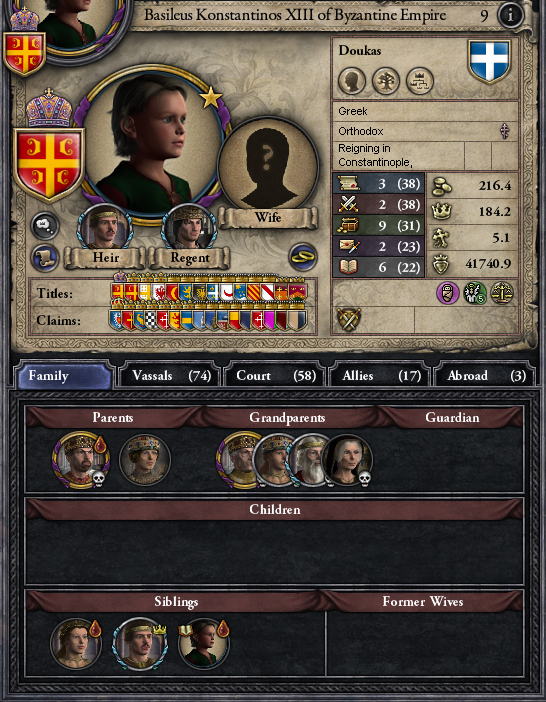 Basileus Konstantinos XIII of Byzantine Empire 9
Doukas
Greek
Orthodox
Reigning in
Constantinople,
3 (38) 216.4
2 (38) 184.2
9 (31) 5.1
2 (23) 41740.9
6 (22)
Wife
Heir Regent
Titles:
Claims:
5
Family Vassals (74) Court (58) Allies (17) Abroad (3)
Parents Grandparents Guardian
Children
Siblings Former Wives